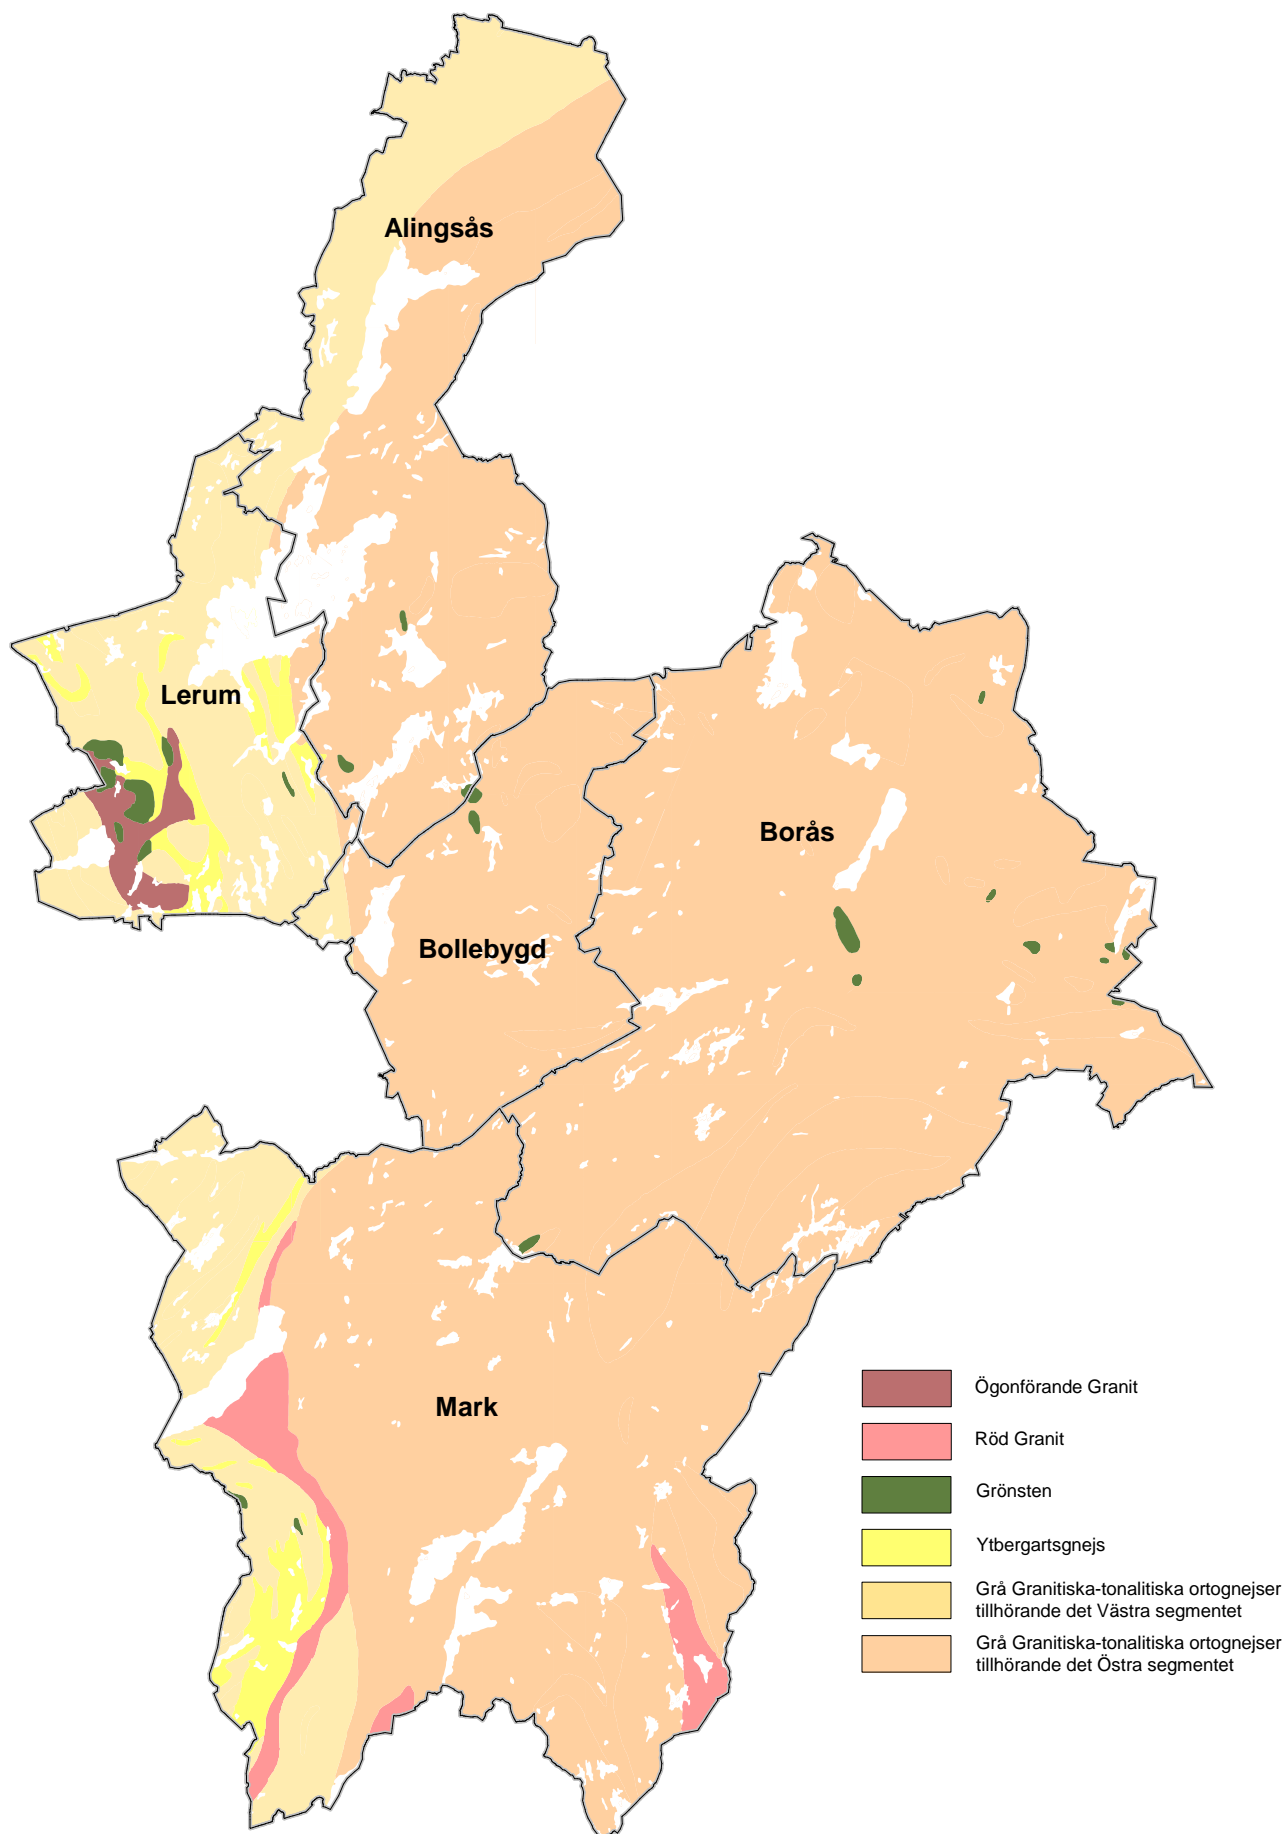 Alingsås
Lerum
Borås
Bollebygd
Mark
Ögonförande Granit
Röd Granit
Grönsten
Ytbergartsgnejs
Grå Granitiska-tonalitiska ortognejser
tillhörande det Västra segmentet
Grå Granitiska-tonalitiska ortognejser
tillhörande det Östra segmentet